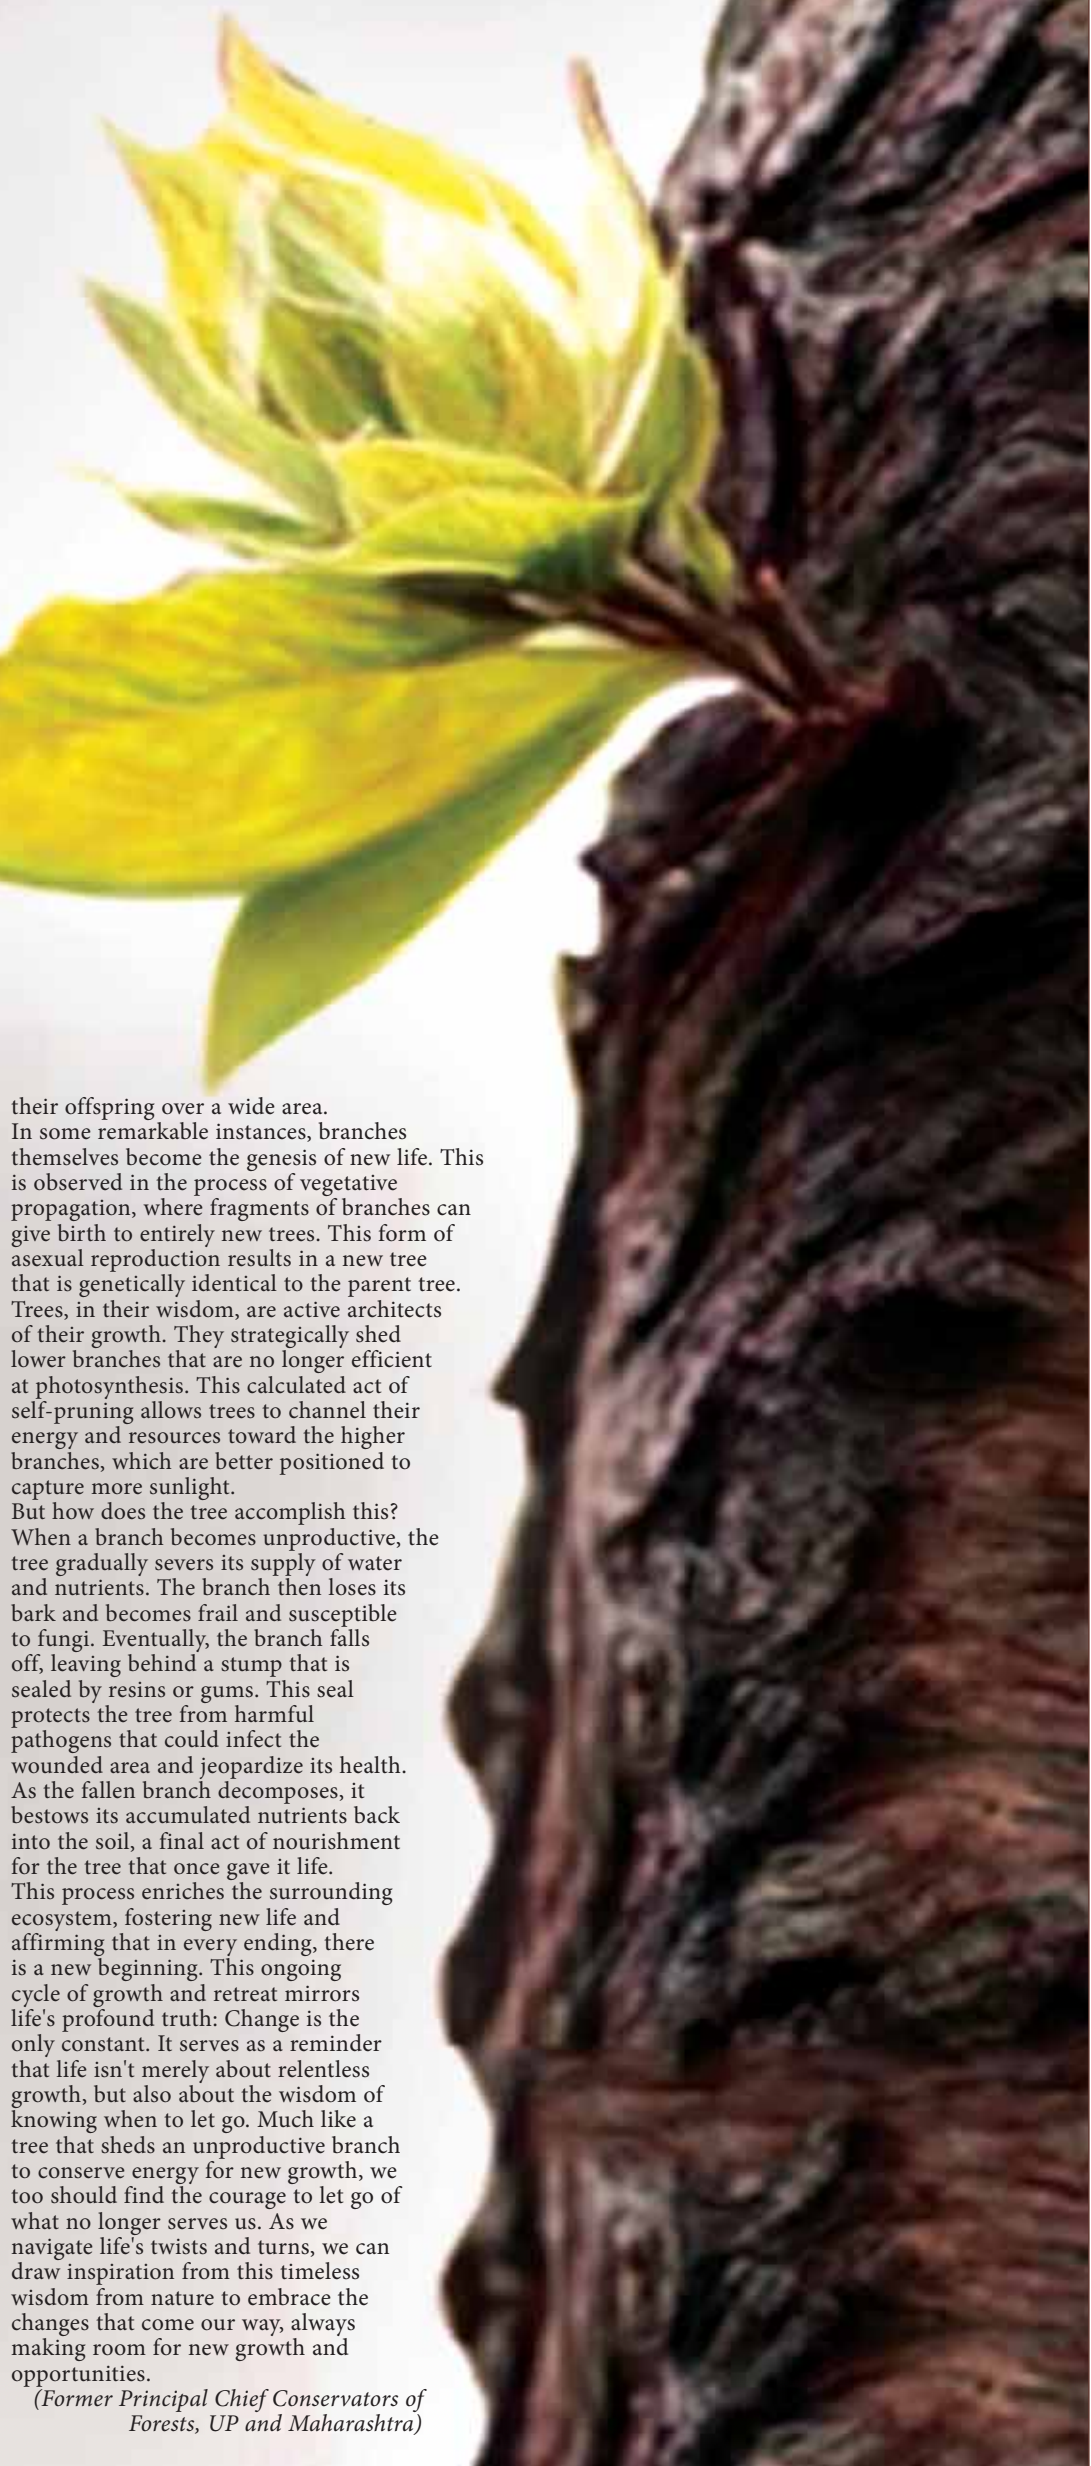 their offspring over a wide area.
In some remarkable instances, branches
themselves become the genesis of new life. This
is observed in the process of vegetative
propagation, where fragments of branches can
give birth to entirely new trees. This form of
asexual reproduction results in a new tree
that is genetically identical to the parent tree.
Trees, in their wisdom, are active architects
of their growth. They strategically shed
lower branches that are no longer efficient
at photosynthesis. This calculated act of
self-pruning allows trees to channel their
energy and resources toward the higher
branches, which are better positioned to
capture more sunlight.
But how does the tree accomplish this?
When a branch becomes unproductive, the
tree gradually severs its supply of water
and nutrients. The branch then loses its
bark and becomes frail and susceptible
to fungi. Eventually, the branch falls
off, leaving behind a stump that is
sealed by resins or gums. This seal
protects the tree from harmful
pathogens that could infect the
wounded area and jeopardize its health.
As the fallen branch decomposes, it
bestows its accumulated nutrients back
into the soil, a final act of nourishment
for the tree that once gave it life.
This process enriches the surrounding
ecosystem, fostering new life and
affirming that in every ending, there
is a new beginning. This ongoing
cycle of growth and retreat mirrors
life's profound truth: Change is the
only constant. It serves as a reminder
that life isn't merely about relentless
growth, but also about the wisdom of
knowing when to let go. Much like a
tree that sheds an unproductive branch
to conserve energy for new growth, we
too should find the courage to let go of
what no longer serves us. As we
navigate life's twists and turns, we can
draw inspiration from this timeless
wisdom from nature to embrace the
changes that come our way, always
making room for new growth and
opportunities.
(Former Principal Chief Conservators of
Forests, UP and Maharashtra)